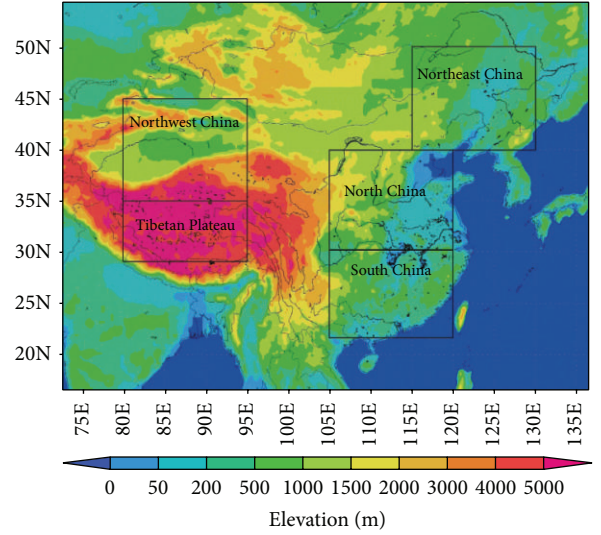 50N
45N
40N
35N
30N
25N
20N
Northeast China
Northwest China
North China
Tibetan Plateau
South China
75E
80E
85E
90E
95E
100E
105E
110E
115E
120E
125E
130E
135E
0 50 200 500 1000 1500 2000 3000 4000 5000
Elevation (m)